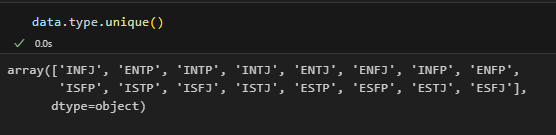 data.type.unique()
0.0s
array(['INFJ', 'ENTP', 'INTP', 'INTJ', 'ENTJ', 'ENFJ', 'INFP', 'ENFP',
'ISFP', 'ISTP', 'ISFJ', 'ISTJ', 'ESTP', 'ESFP', 'ESTJ', 'ESFJ'],
dtype=object)